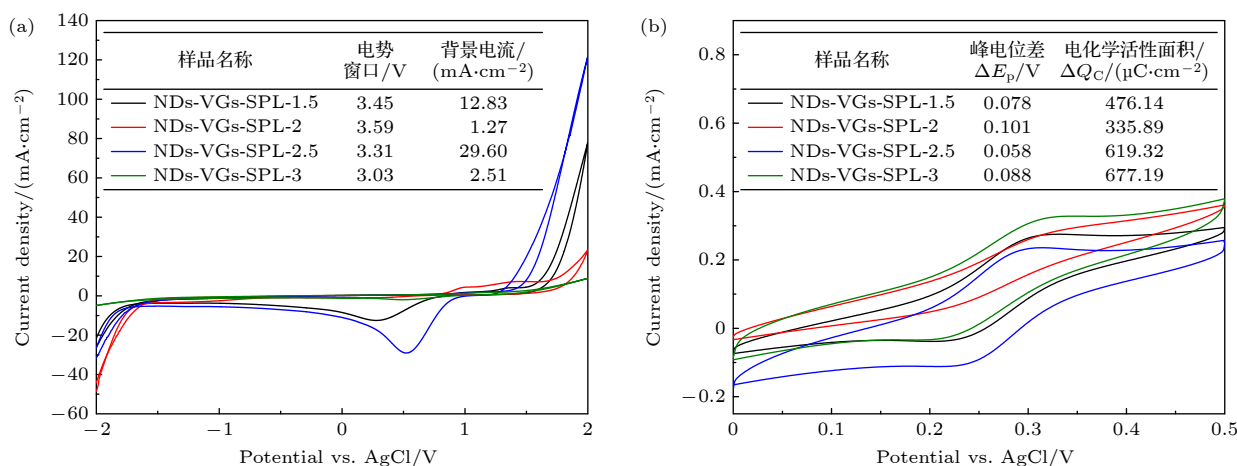 (a)
140
120
100
80
60
40
20
0
−20
−40
−60
Current density/(mA·cm−2)
样品名称 电势 窗口/V 背景电流/ (mA·cm−2)
NDs-VGs-SPL-1.5 3.45 12.83
NDs-VGs-SPL-2 3.59 1.27
NDs-VGs-SPL-2.5 3.31 29.60
NDs-VGs-SPL-3 3.03 2.51
−2 −1 0 1 2
Potential vs. AgCl/V
(b)
0.8
0.6
0.4
0.2
0
−0.2
Current density/(mA·cm−2)
样品名称 峰电位差 ΔEp/V 电化学活性面积/ ΔQC/(μC·cm−2)
NDs-VGs-SPL-1.5 0.078 476.14
NDs-VGs-SPL-2 0.101 335.89
NDs-VGs-SPL-2.5 0.058 619.32
NDs-VGs-SPL-3 0.088 677.19
0 0.1 0.2 0.3 0.4 0.5
Potential vs. AgCl/V